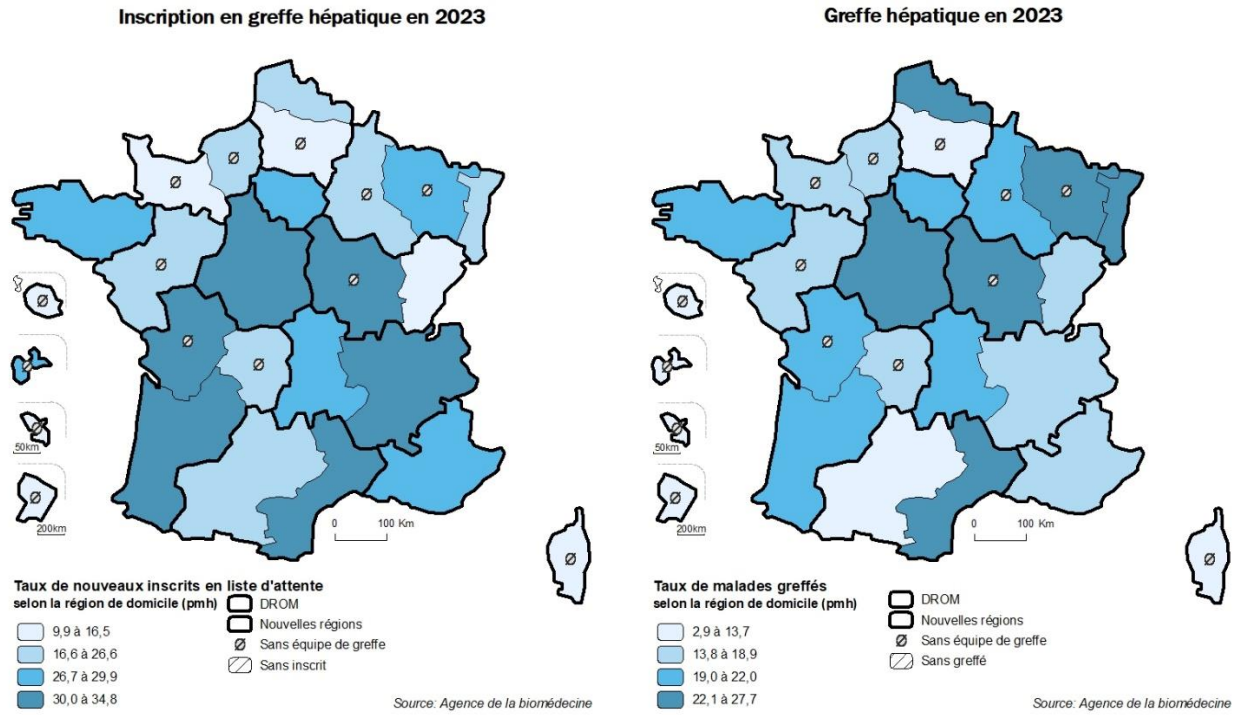 Inscription en greffe hépatique en 2023
50km
200km
0 100 Km
Taux de nouveaux inscrits en liste d'attente
selon la région de domicile (pmh)
9,9 à 16,5
16,6 à 26,6
26,7 à 29,9
30,0 à 34,8
DROM
Nouvelles régions
Sans équipe de greffe
Sans inscrit
Source: Agence de la biomédecine
Greffe hépatique en 2023
50km
200km
0 100 Km
Taux de malades greffés
selon la région de domicile (pmh)
2,9 à 13,7
13,8 à 18,9
19,0 à 22,0
22,1 à 27,7
DROM
Nouvelles régions
Sans équipe de greffe
Sans greffé
Source: Agence de la biomédecine